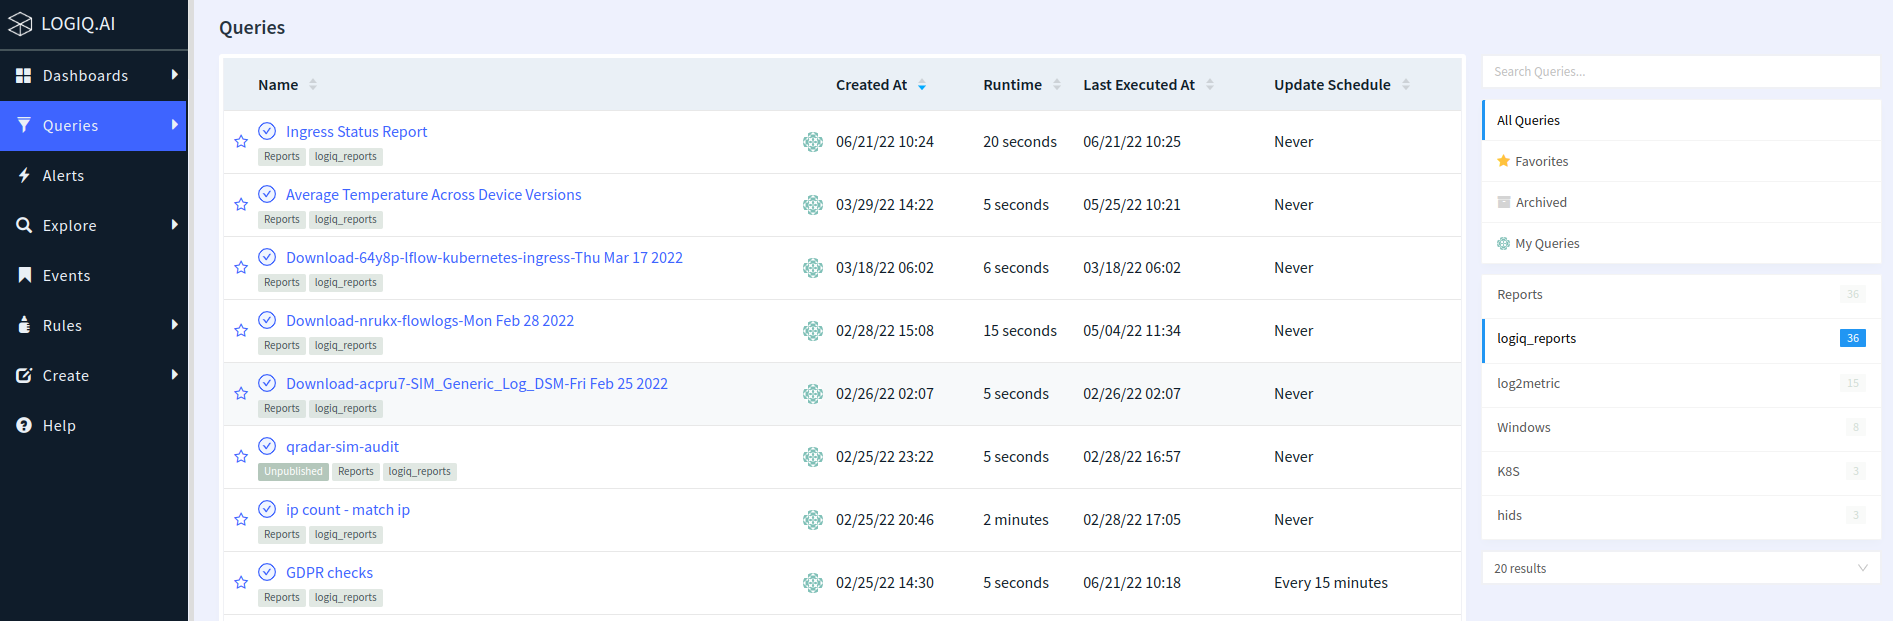 LOGIQ.AI
Dashboards
Queries
Alerts
Explore
Events
Rules
Create
Help
Queries
Name Created At Runtime Last Executed At Update Schedule
Ingress Status Report
Reports logiq_reports
06/21/22 10:24 20 seconds 06/21/22 10:25 Never
Average Temperature Across Device Versions
Reports logiq_reports
03/29/22 14:22 5 seconds 05/25/22 10:21 Never
Download-64y8p-lflow-kubernetes-ingress-Thu Mar 17 2022
Reports logiq_reports
03/18/22 06:02 6 seconds 03/18/22 06:02 Never
Download-nrukx-flowlogs-Mon Feb 28 2022
Reports logiq_reports
02/28/22 15:08 15 seconds 05/04/22 11:34 Never
Download-acpru7-SIM_Generic_Log_DSM-Fri Feb 25 2022
Reports logiq_reports
02/26/22 02:07 5 seconds 02/26/22 02:07 Never
qradar-sim-audit
Unpublished Reports logiq_reports
02/25/22 23:22 5 seconds 02/28/22 16:57 Never
ip count - match ip
Reports logiq_reports
02/25/22 20:46 2 minutes 02/28/22 17:05 Never
GDPR checks
Reports logiq_reports
02/25/22 14:30 5 seconds 06/21/22 10:18 Every 15 minutes
Search Queries...
All Queries
Favorites
Archived
My Queries
Reports 36
logiq_reports 36
log2metric 15
Windows 8
K8S 3
hids 3
20 results